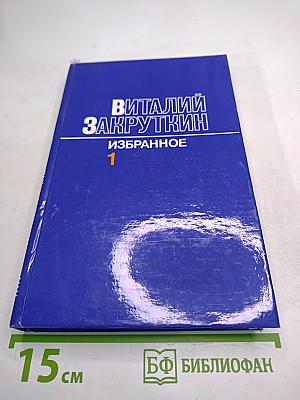 ВИТАЛИЙ
ЗАКРУТКИН
ИЗБРАННОЕ
1
15 см
БФ БИБЛИОФАН